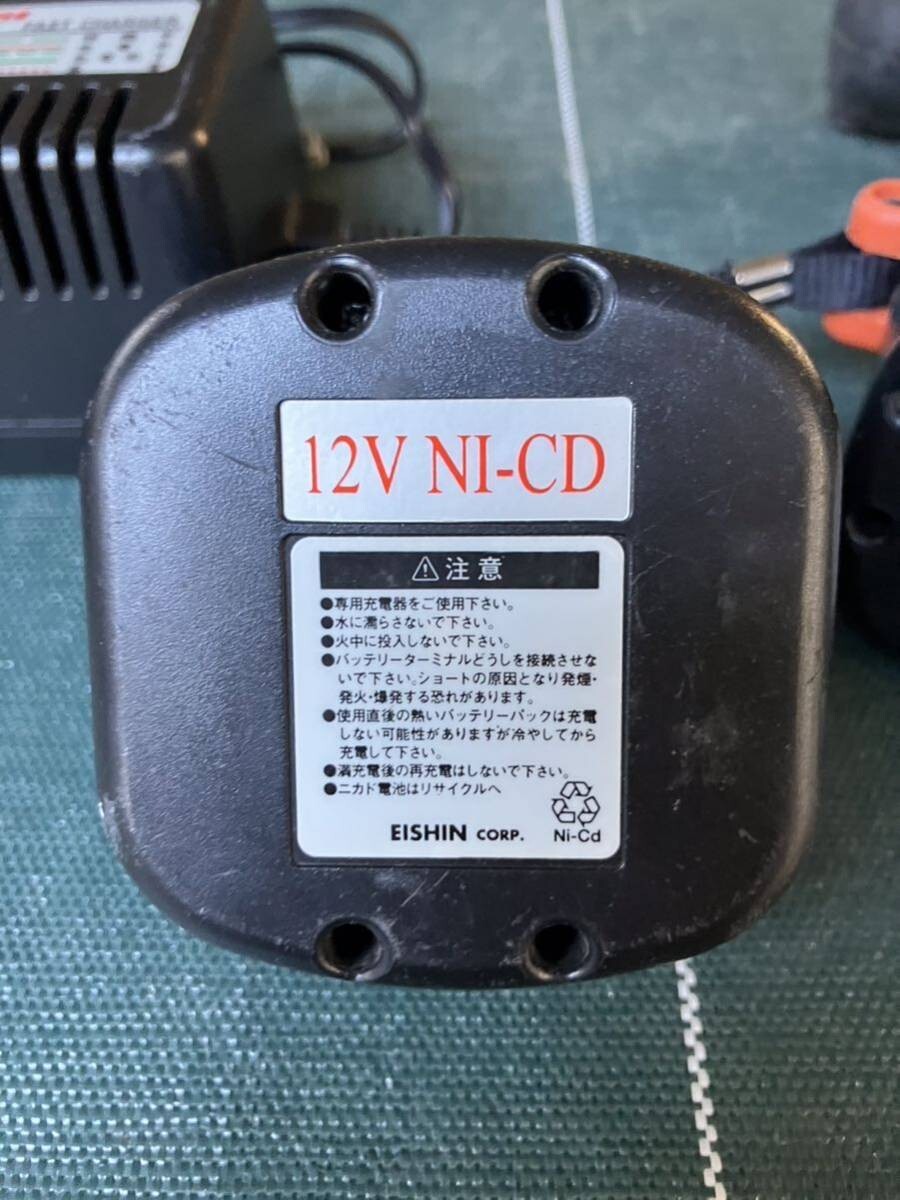 FAST CHARGER
12V NI-CD
⚠注意
●専用充電器をご使用下さい。
●水に濡らさないで下さい。
●火中に投入しないで下さい。
●バッテリーターミナルどうしを接続させな
いで下さい。ショートの原因となり発煙・
発火・爆発する恐れがあります。
●使用直後の熱いバッテリーパックは充電
しない可能性がありますが冷やしてから
充電して下さい。
●満充電後の再充電はしないで下さい。
●ニカド電池はリサイクルへ
EISHIN CORP.
Ni-Cd